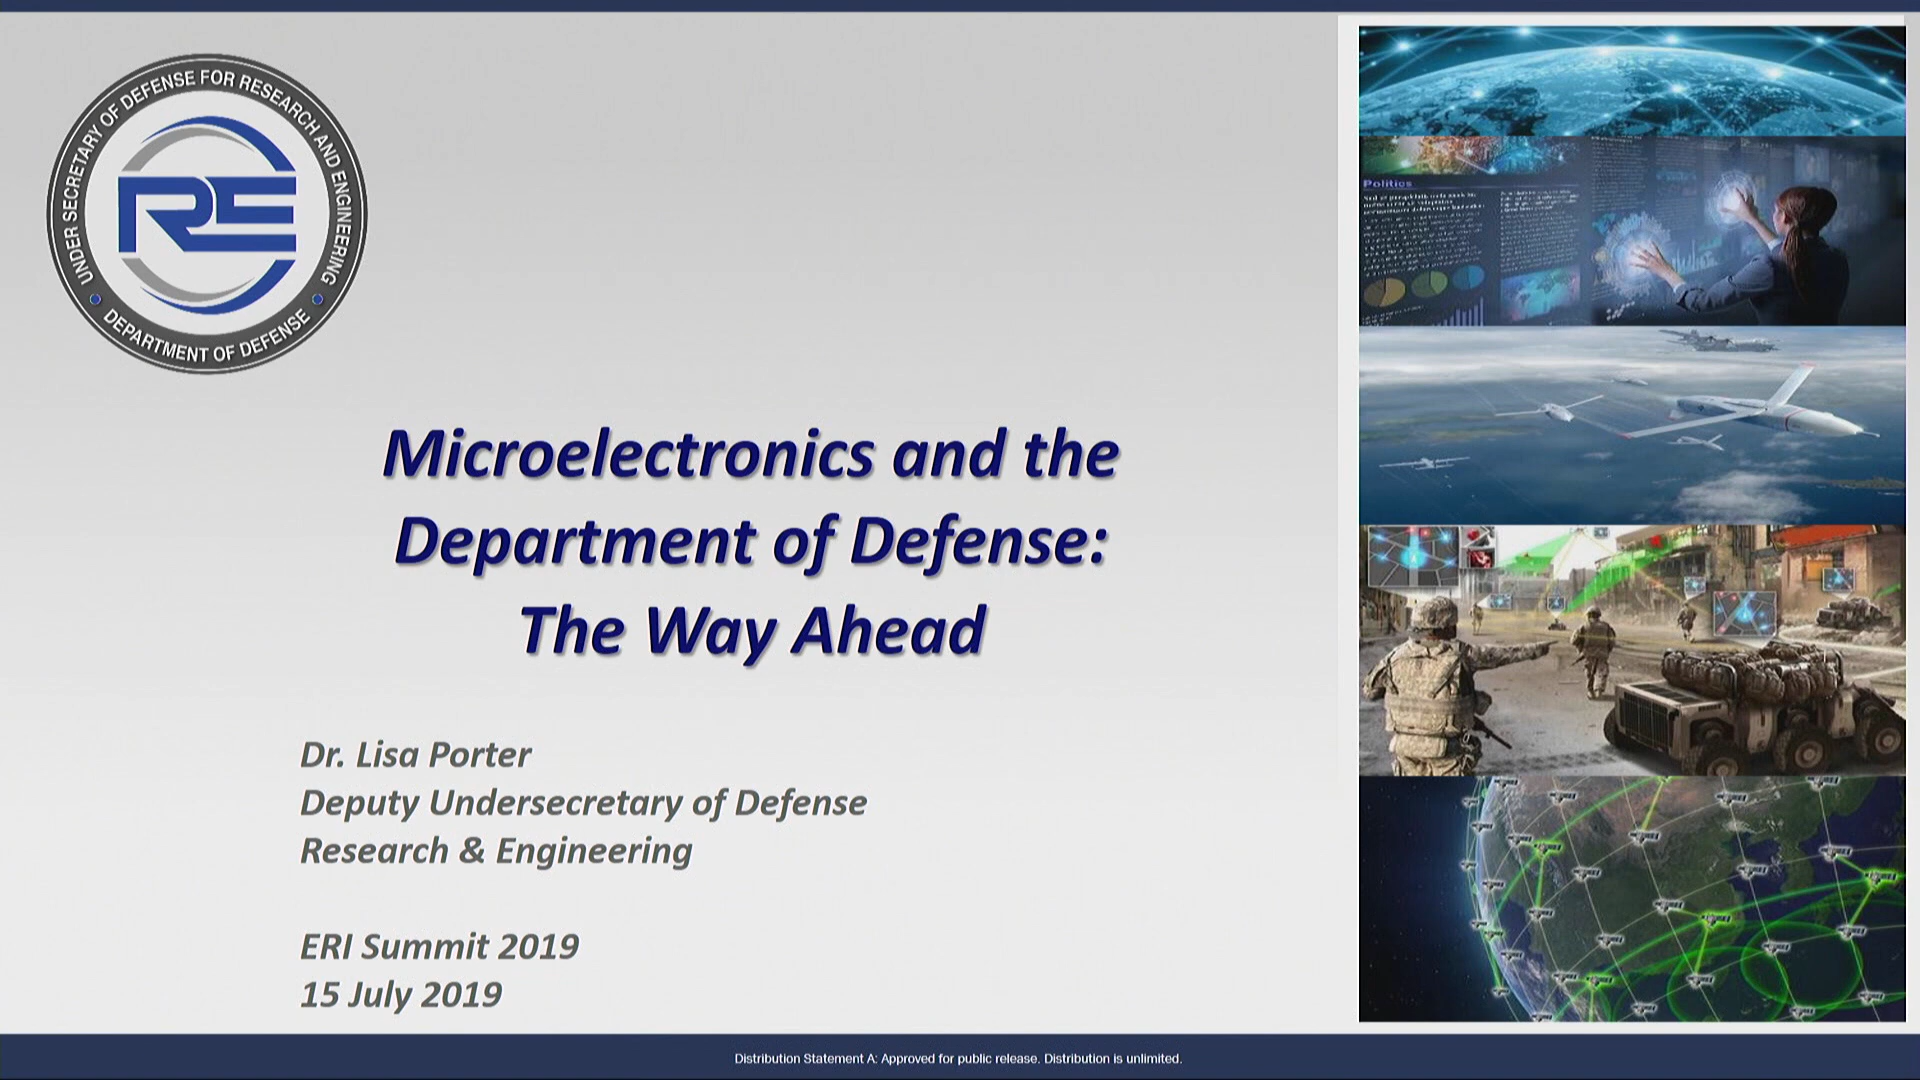 UNDER SECRETARY OF DEFENSE FOR RESEARCH AND ENGINEERING
RE
DEPARTMENT OF DEFENSE
Microelectronics and the
Department of Defense:
The Way Ahead
Dr. Lisa Porter
Deputy Undersecretary of Defense
Research & Engineering
ERI Summit 2019
15 July 2019
Politics
Distribution Statement A: Approved for public release. Distribution is unlimited.